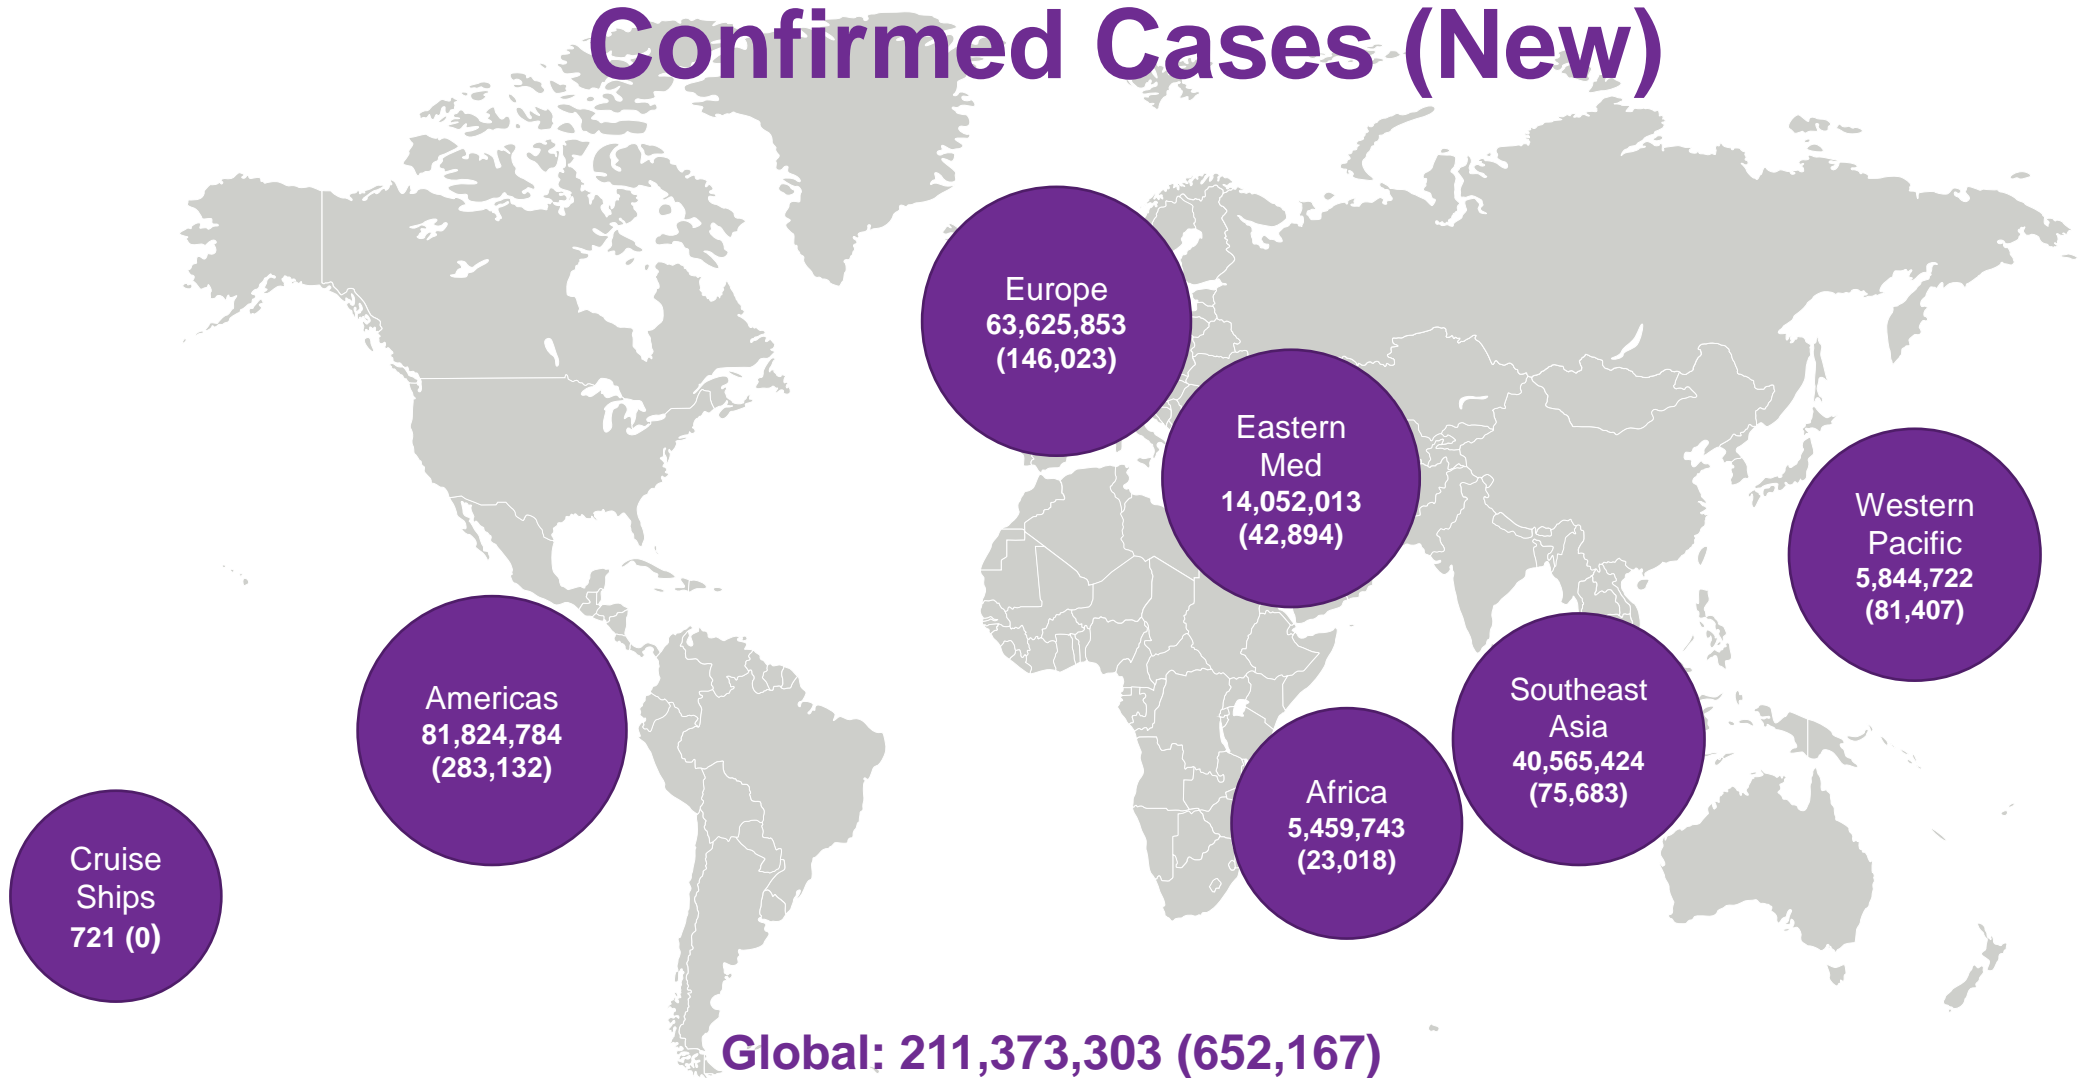 Confirmed Cases (New)
Europe
63,625,853
(146,023)
Eastern
Med
14,052,013
(42,894)
Western
Pacific
5,844,722
(81,407)
Americas
81,824,784
(283,132)
Southeast
Asia
40,565,424
(75,683)
Africa
5,459,743
(23,018)
Cruise
Ships
721 (0)
Global: 211,373,303 (652,167)